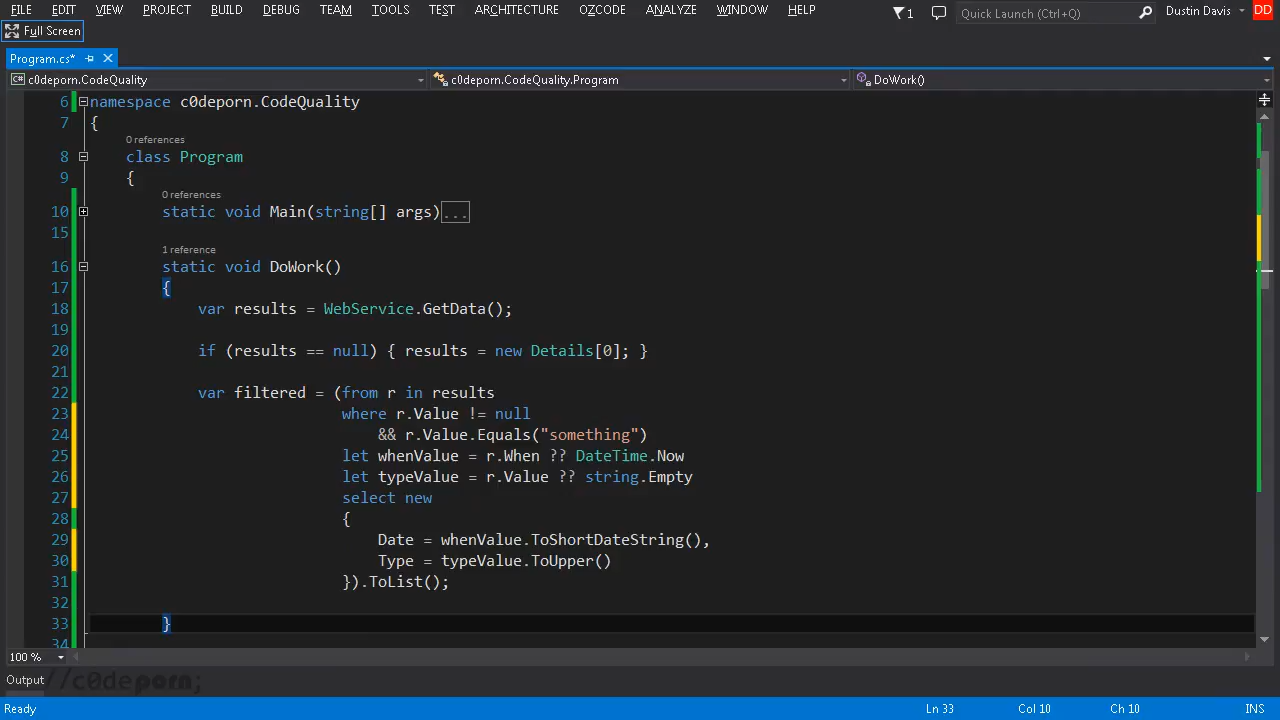 FILE EDIT VIEW PROJECT BUILD DEBUG TEAM TOOLS TEST ARCHITECTURE OZCODE ANALYZE WINDOW HELP 1 Quick Launch (Ctrl+Q) Dustin Davis DD
Full Screen
Program.cs*
C# c0deporn.CodeQuality c0deporn.CodeQuality.Program DoWork()
6 namespace c0deporn.CodeQuality
7 {
0 references
8 class Program
9 {
0 references
10 static void Main(string[] args)...
15
1 reference
16 static void DoWork()
17 {
18 var results = WebService.GetData();
19
20 if (results == null) { results = new Details[0]; }
21
22 var filtered = (from r in results
23 where r.Value != null
24 && r.Value.Equals("something")
25 let whenValue = r.When ?? DateTime.Now
26 let typeValue = r.Value ?? string.Empty
27 select new
28 {
29 Date = whenValue.ToShortDateString(),
30 Type = typeValue.ToUpper()
31 }).ToList();
32
33 }
34
100 %
Output //c0deporn;
Ready Ln 33 Col 10 Ch 10 INS